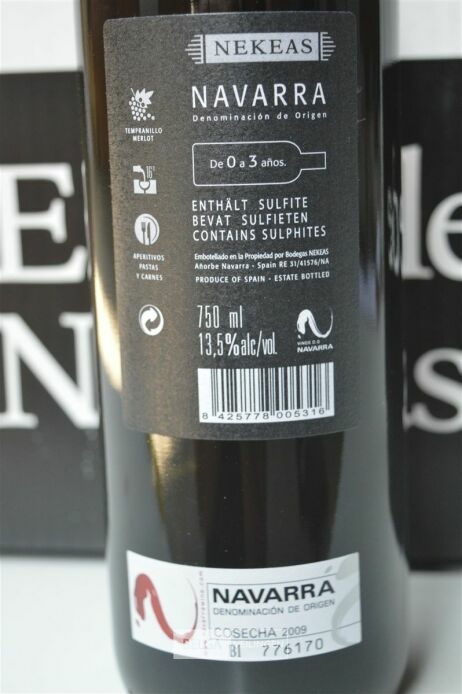 NEKEAS
NAVARRA
Denominación de Origen
TEMPRANILLO
MERLOT
16º
De 0 a 3 años.
ENTHÄLT SULFITE
BEVAT SULFIETEN
CONTAINS SULPHITES
APERITIVOS
PASTAS
Y CARNES
Embotellado en la Propiedad por Bodegas NEKEAS
Añorbe Navarra - Spain RE 31/41576/NA
PRODUCE OF SPAIN - ESTATE BOTTLED
750 ml
13,5%alc/vol.
VINOS D.O
NAVARRA
8 425778 005316
NAVARRA
DENOMINACIÓN DE ORIGEN
COSECHA 2009
BI 776170
E
N
de
as